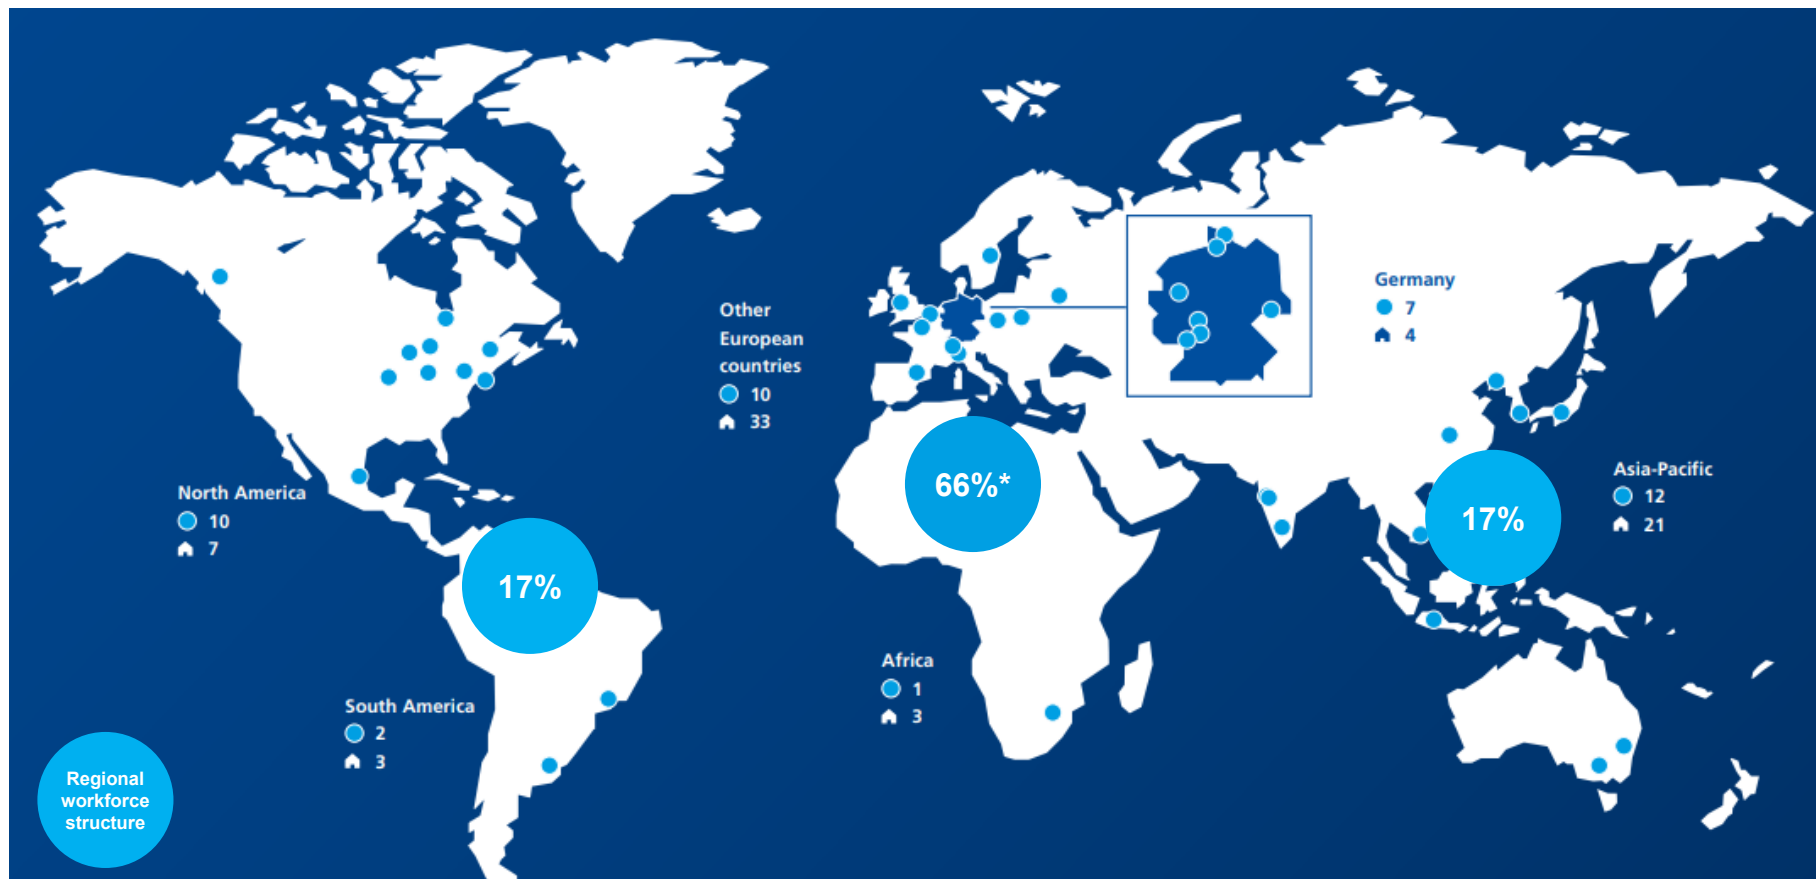 Other
European
countries
10
33
Germany
7
4
North America
10
7
17%
66%*
17%
Asia-Pacific
12
21
South America
2
3
Africa
1
3
Regional
workforce
structure